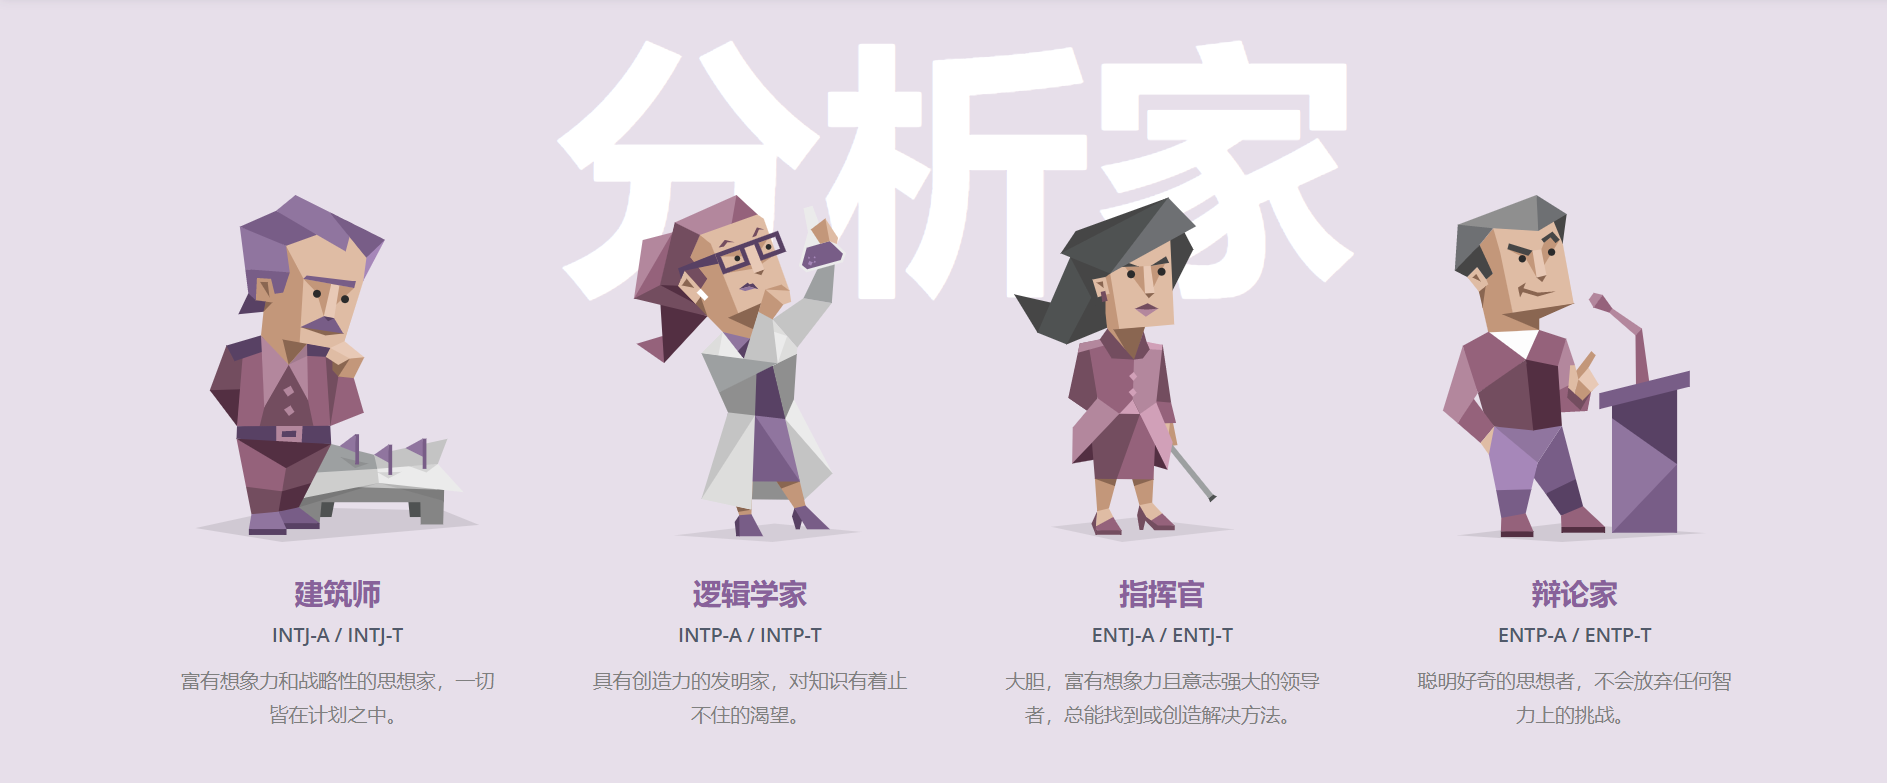 分析家
建筑师
INTJ-A / INTJ-T
富有想象力和战略性的思想家，一切
皆在计划之中。
逻辑学家
INTP-A / INTP-T
具有创造力的发明家，对知识有着止
不住的渴望。
指挥官
ENTJ-A / ENTJ-T
大胆，富有想象力且意志强大的领导
者，总能找到或创造解决方法。
辩论家
ENTP-A / ENTP-T
聪明好奇的思想者，不会放弃任何智
力上的挑战。